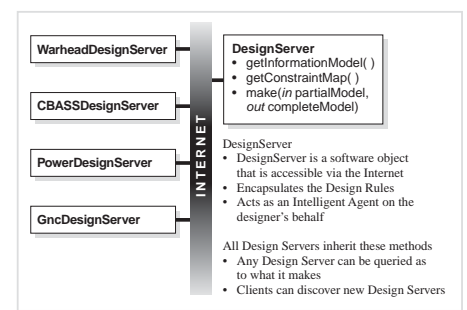 WarheadDesignServer
CBASSDesignServer
PowerDesignServer
GncDesignServer
INTERNET
DesignServer
• getInformationModel( )
• getConstraintMap( )
• make(in partialModel,
out completeModel)
DesignServer
• DesignServer is a software object
that is accessible via the Internet
• Encapsulates the Design Rules
• Acts as an Intelligent Agent on the
designer's behalf
All Design Servers inherit these methods
• Any Design Server can be queried as
to what it makes
• Clients can discover new Design Servers